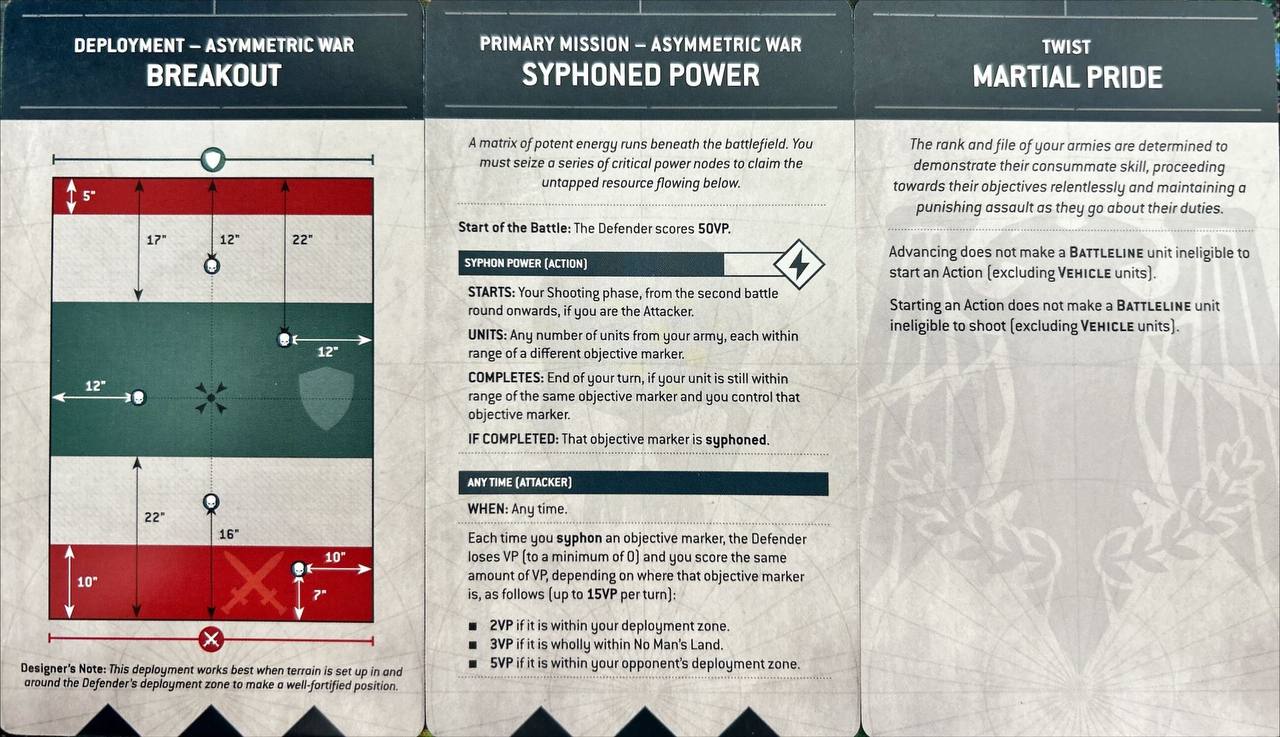 DEPLOYMENT – ASYMMETRIC WAR
BREAKOUT
5"
17"
12"
22"
12"
12"
22"
16"
10"
10"
7"
Designer's Note: This deployment works best when terrain is set up in and
around the Defender's deployment zone to make a well-fortified position.
PRIMARY MISSION – ASYMMETRIC WAR
SYPHONED POWER
A matrix of potent energy runs beneath the battlefield. You
must seize a series of critical power nodes to claim the
untapped resource flowing below.
Start of the Battle: The Defender scores 50VP.
SYPHON POWER (ACTION)
STARTS: Your Shooting phase, from the second battle
round onwards, if you are the Attacker.
UNITS: Any number of units from your army, each within
range of a different objective marker.
COMPLETES: End of your turn, if your unit is still within
range of the same objective marker and you control that
objective marker.
IF COMPLETED: That objective marker is syphoned.
ANY TIME (ATTACKER)
WHEN: Any time.
Each time you syphon an objective marker, the Defender
loses VP (to a minimum of 0) and you score the same
amount of VP, depending on where that objective marker
is, as follows (up to 15VP per turn):
■ 2VP if it is within your deployment zone.
■ 3VP if it is wholly within No Man's Land.
■ 5VP if it is within your opponent's deployment zone.
TWIST
MARTIAL PRIDE
The rank and file of your armies are determined to
demonstrate their consummate skill, proceeding
towards their objectives relentlessly and maintaining a
punishing assault as they go about their duties.
Advancing does not make a BATTLELINE unit ineligible to
start an Action (excluding VEHICLE units).
Starting an Action does not make a BATTLELINE unit
ineligible to shoot (excluding VEHICLE units).